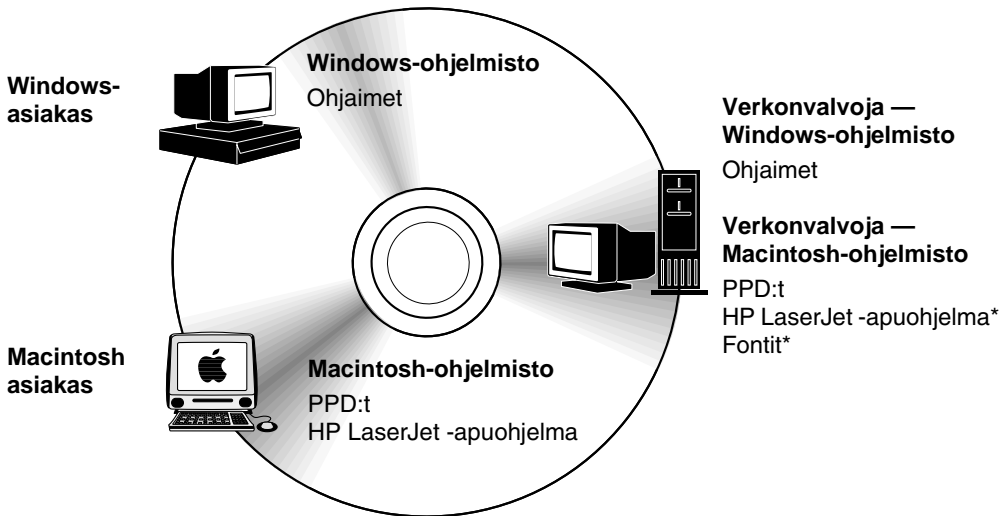 Windows-
asiakas
Windows-ohjelmisto
Ohjaimet
Verkonvalvoja —
Windows-ohjelmisto
Ohjaimet
Verkonvalvoja —
Macintosh-ohjelmisto
PPD:t
HP LaserJet -apuohjelma*
Fontit*
Macintosh
asiakas
Macintosh-ohjelmisto
PPD:t
HP LaserJet -apuohjelma